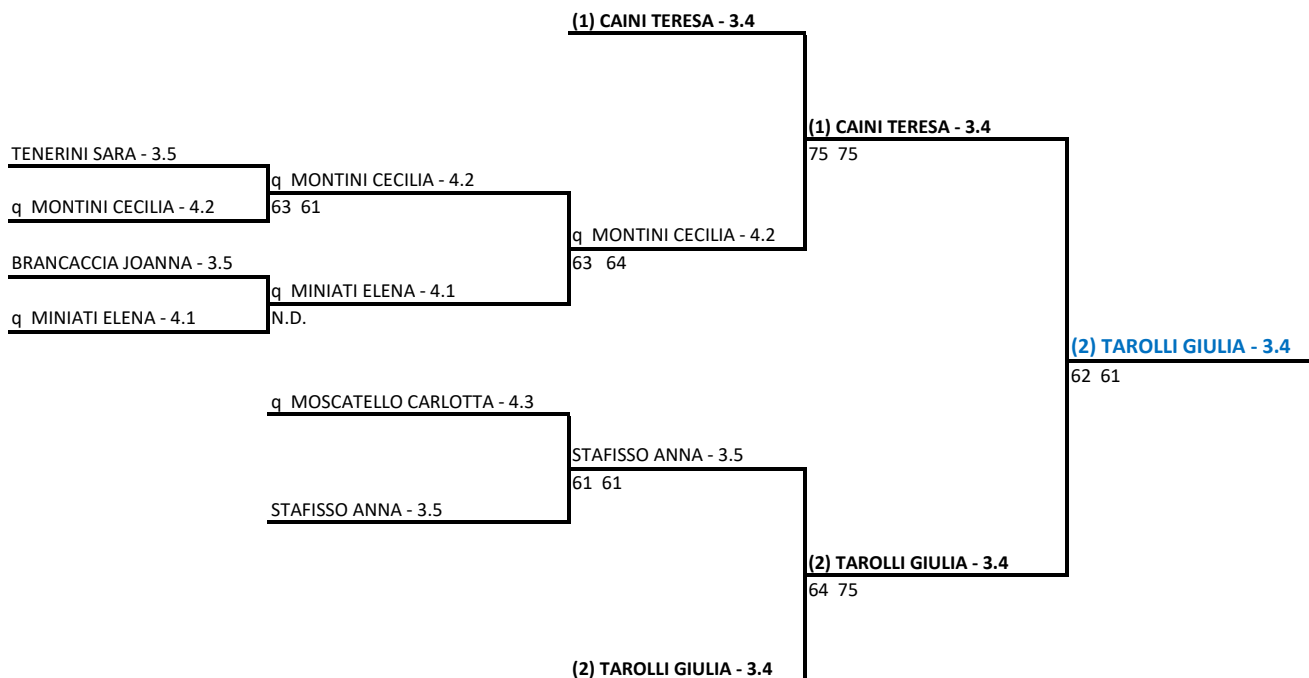 (1) CAINI TERESA - 3.4
(1) CAINI TERESA - 3.4
75 75
TENERINI SARA - 3.5
q MONTINI CECILIA - 4.2
q MONTINI CECILIA - 4.2
63 61
q MONTINI CECILIA - 4.2
63 64
BRANCACCIA JOANNA - 3.5
q MINIATI ELENA - 4.1
q MINIATI ELENA - 4.1
N.D.
(2) TAROLLI GIULIA - 3.4
62 61
q MOSCATELLO CARLOTTA - 4.3
STAFISSO ANNA - 3.5
61 61
STAFISSO ANNA - 3.5
(2) TAROLLI GIULIA - 3.4
64 75
(2) TAROLLI GIULIA - 3.4